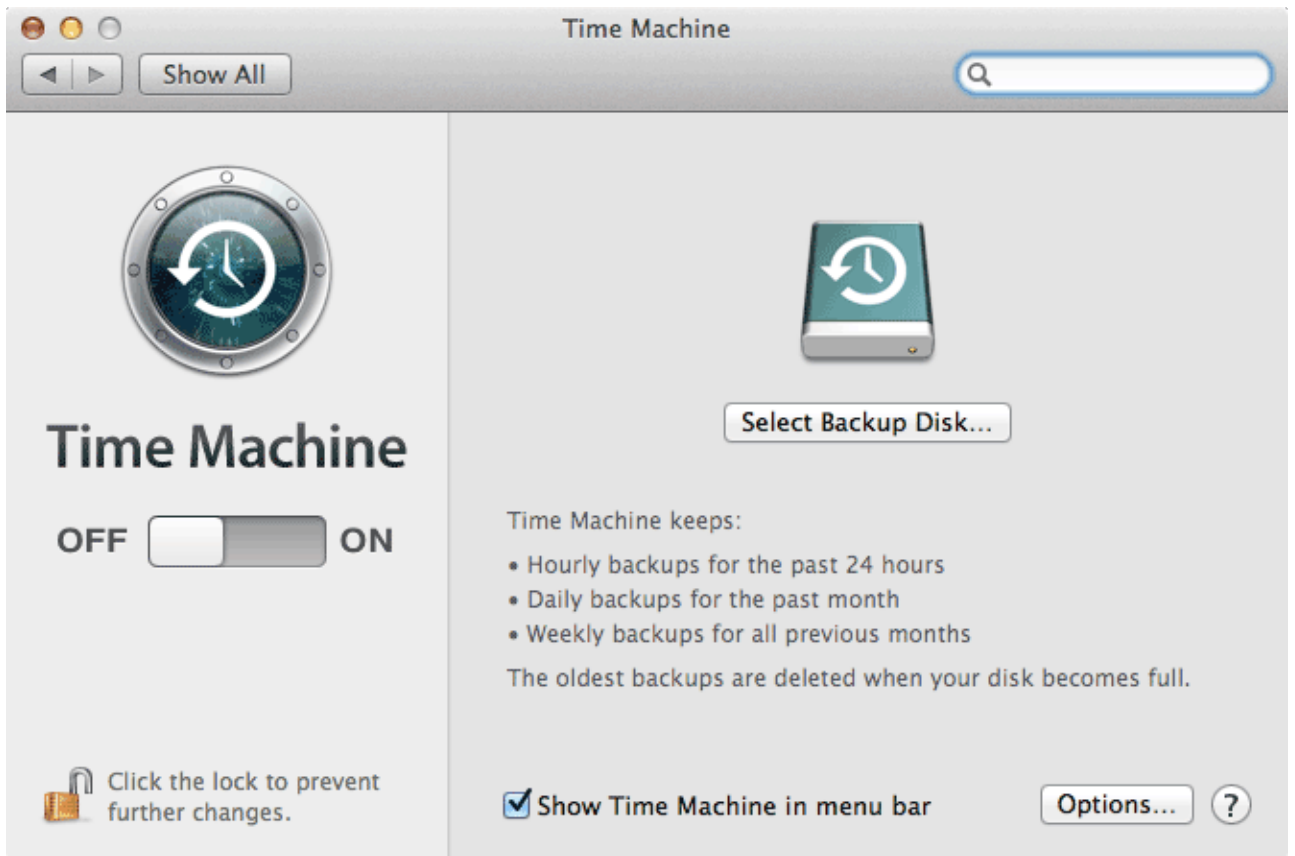 Time Machine
Show All
Time Machine
OFF ON
Click the lock to prevent
further changes.
Select Backup Disk...
Time Machine keeps:
• Hourly backups for the past 24 hours
• Daily backups for the past month
• Weekly backups for all previous months
The oldest backups are deleted when your disk becomes full.
Show Time Machine in menu bar
Options... ?